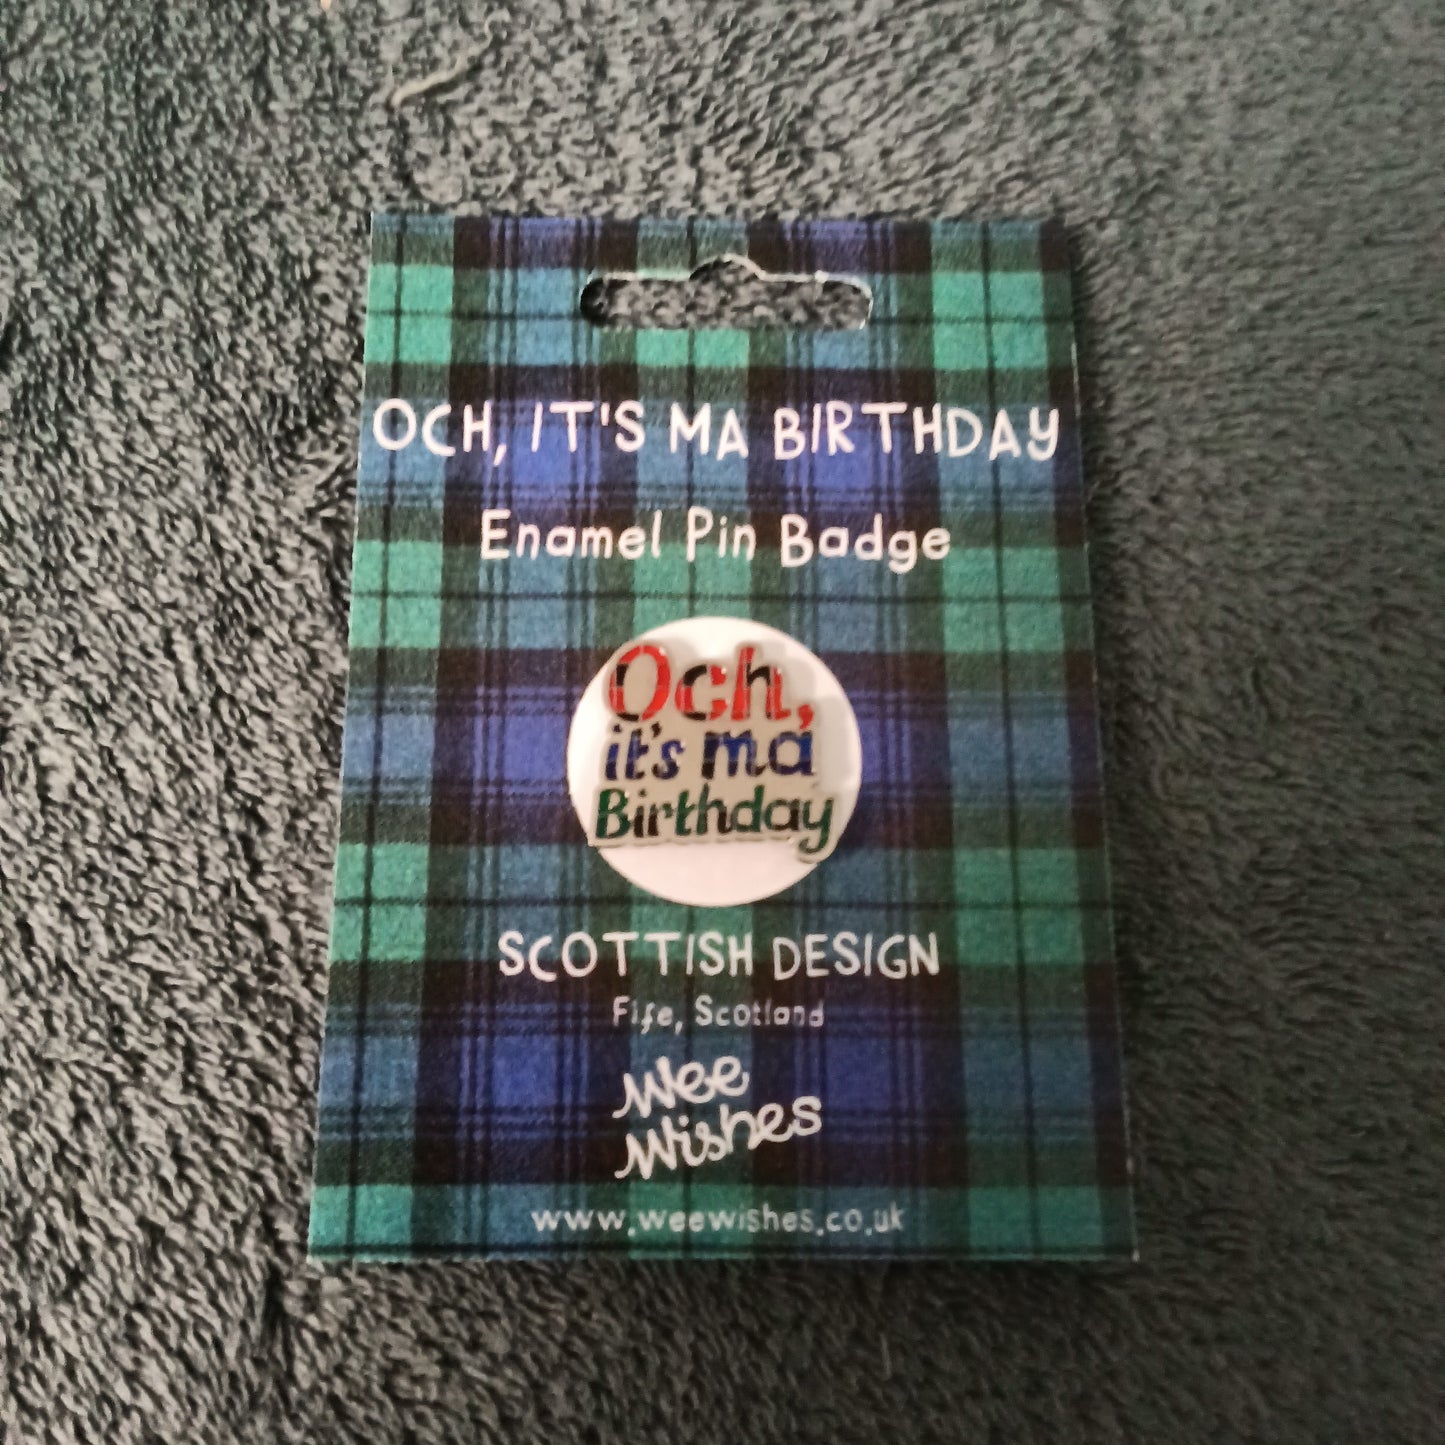 OCH, IT'S MA BIRTHDAY
Enamel Pin Badge
Och,
it's ma
Birthday
SCOTTISH DESIGN
Fife, Scotland
Wee
Wishes
www.weewishes.co.uk